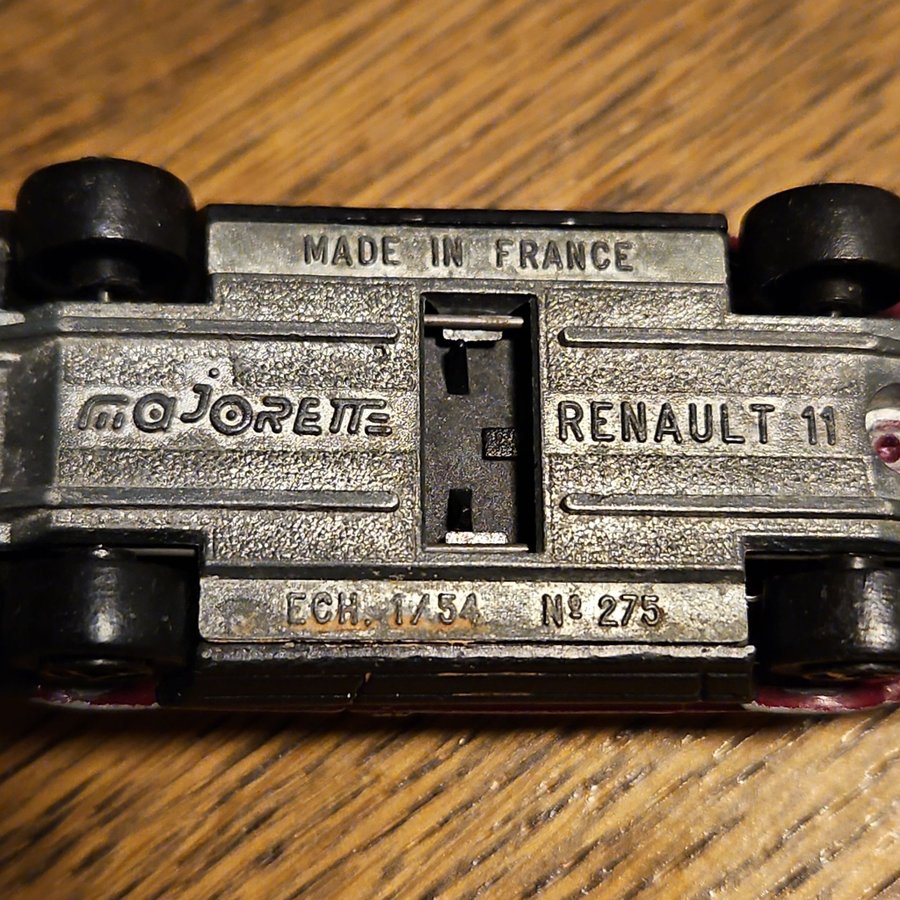 MADE IN FRANCE
majORETTE
RENAULT 11
ECH. 1/54 Nº 275